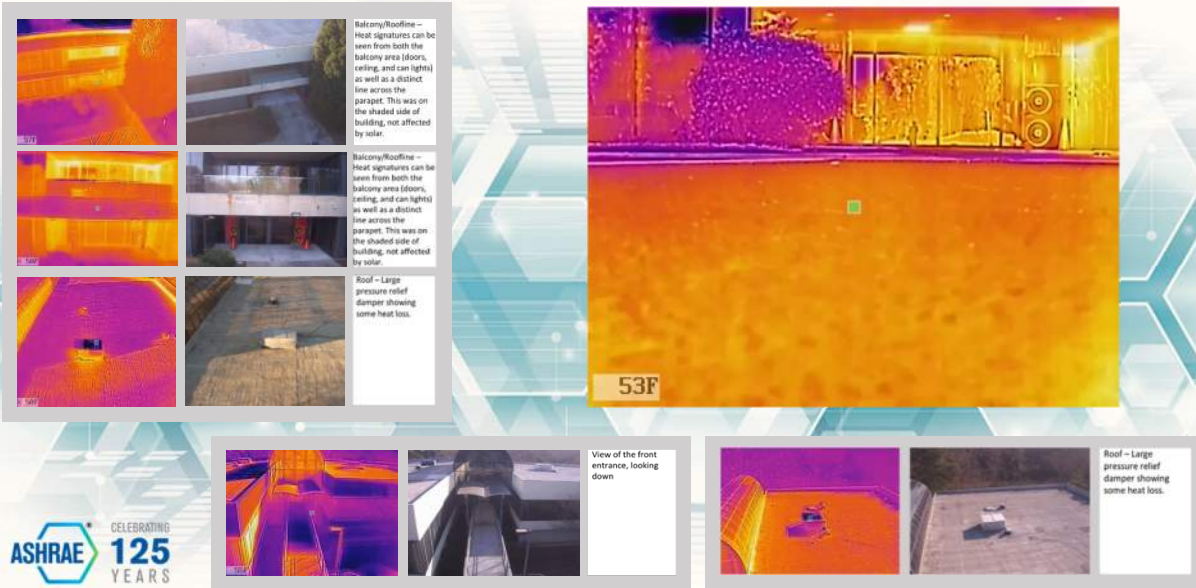 Balcony/Roofline –
Heat signatures can be
seen from both the
balcony area (doors,
ceiling, and can lights)
as well as a distinct
line across the
parapet. This was on
the shaded side of
building, not affected
by solar.
Balcony/Roofline –
Heat signatures can be
seen from both the
balcony area (doors,
ceiling, and can lights)
as well as a distinct
line across the
parapet. This was on
the shaded side of
building, not affected
by solar.
Roof – Large
pressure relief
damper showing
some heat loss.
53F
View of the front
entrance, looking
down
Roof – Large
pressure relief
damper showing
some heat loss.
ASHRAE®
CELEBRATING
125
YEARS